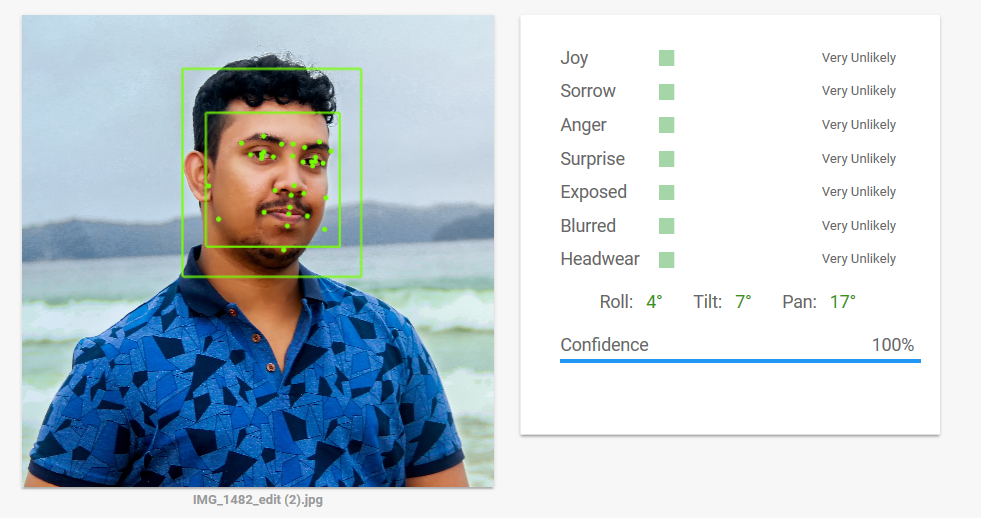 Joy Very Unlikely
Sorrow Very Unlikely
Anger Very Unlikely
Surprise Very Unlikely
Exposed Very Unlikely
Blurred Very Unlikely
Headwear Very Unlikely
Roll: 4° Tilt: 7° Pan: 17°
Confidence 100%
IMG_1482_edit (2).jpg